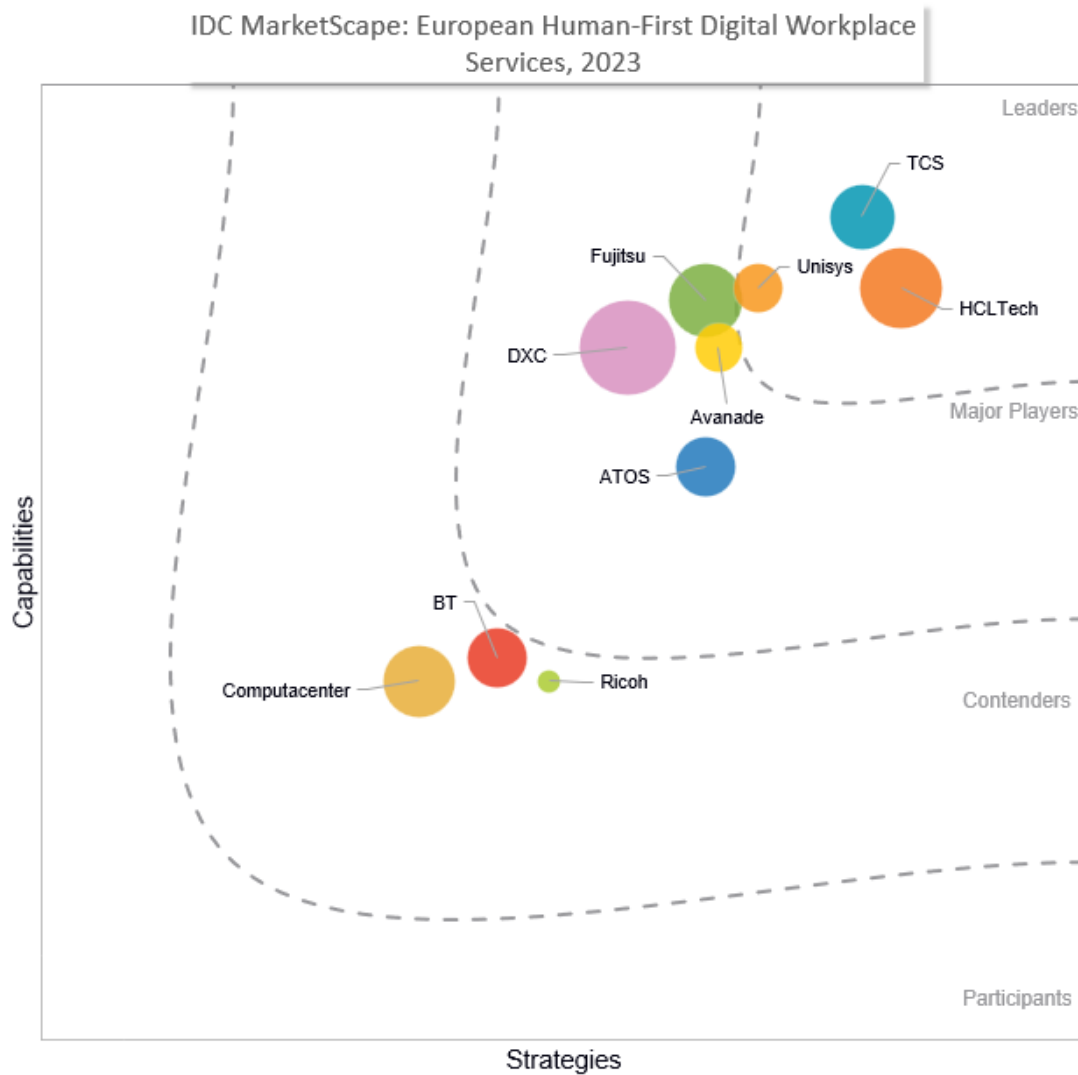 IDC MarketScape: European Human-First Digital Workplace
Services, 2023
Leaders
TCS
Fujitsu
Unisys
HCLTech
DXC
Major Players
Avanade
ATOS
Capabilities
BT
Ricoh
Computacenter
Contenders
Participants
Strategies